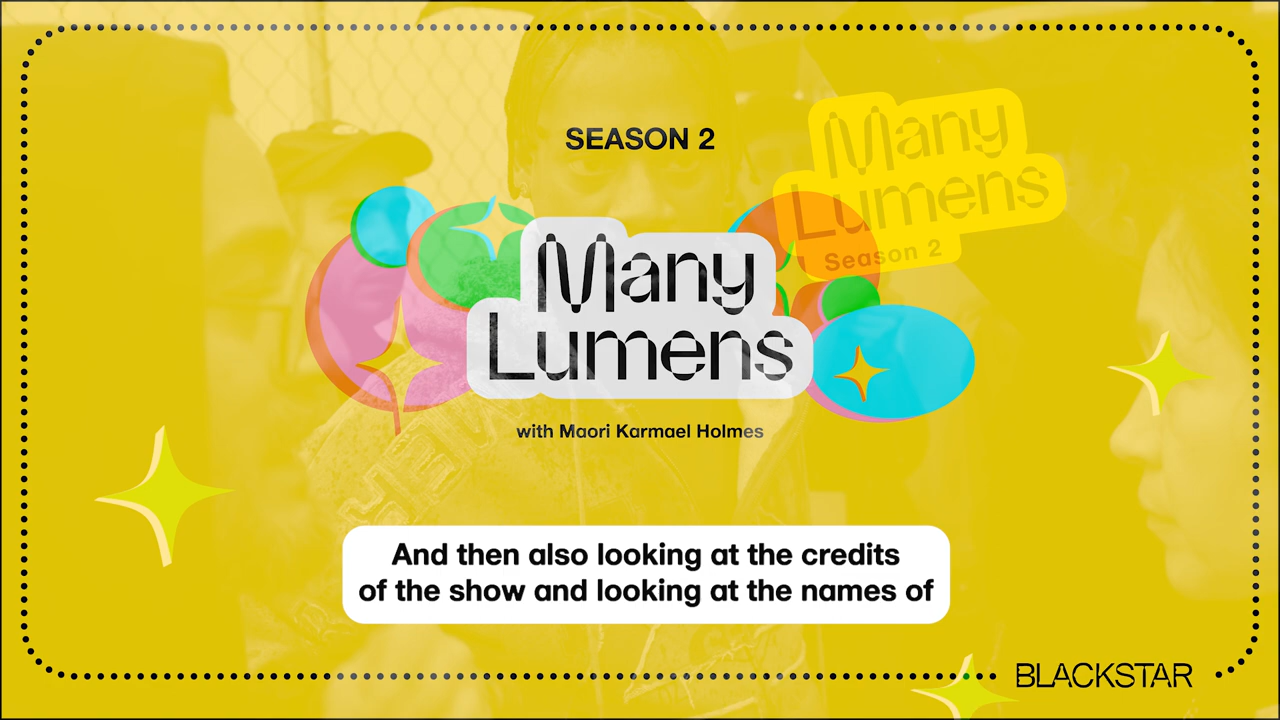 SEASON 2
Many
Lumens
Season 2
Many
Lumens
with Maori Karmael Holmes
And then also looking at the credits
of the show and looking at the names of
BLACKSTAR